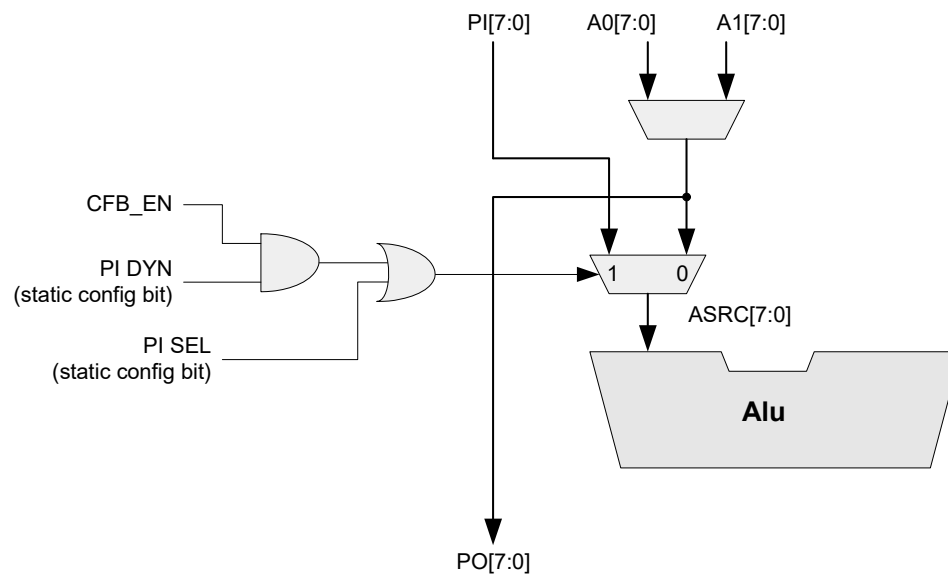 PI[7:0]
A0[7:0]
A1[7:0]
CFB_EN
PI DYN
(static config bit)
1
0
ASRC[7:0]
PI SEL
(static config bit)
Alu
PO[7:0]